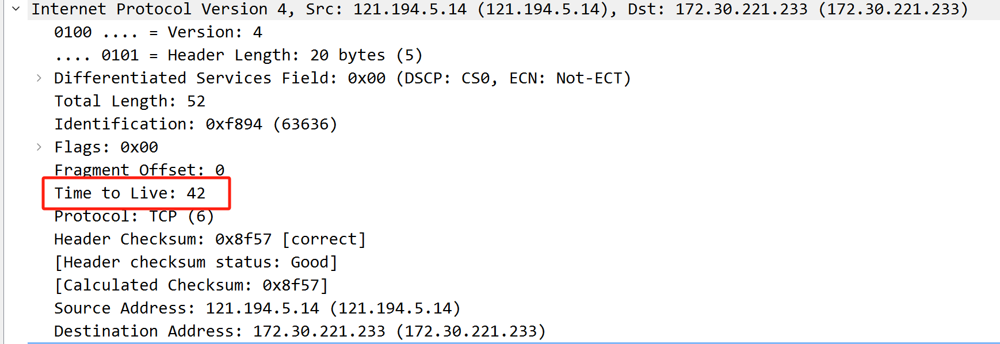 Internet Protocol Version 4, Src: 121.194.5.14 (121.194.5.14), Dst: 172.30.221.233 (172.30.221.233)
0100 .... = Version: 4
.... 0101 = Header Length: 20 bytes (5)
Differentiated Services Field: 0x00 (DSCP: CS0, ECN: Not-ECT)
Total Length: 52
Identification: 0xf894 (63636)
Flags: 0x00
Fragment Offset: 0
Time to Live: 42
Protocol: TCP (6)
Header Checksum: 0x8f57 [correct]
[Header checksum status: Good]
[Calculated Checksum: 0x8f57]
Source Address: 121.194.5.14 (121.194.5.14)
Destination Address: 172.30.221.233 (172.30.221.233)